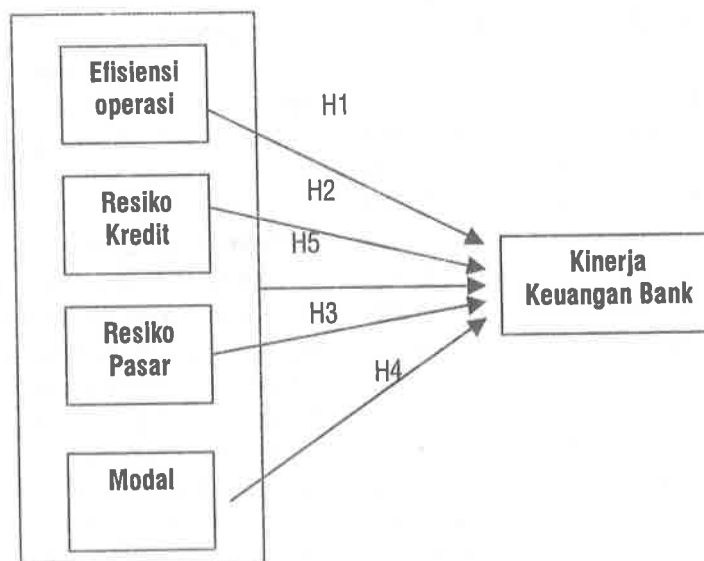 Efisiensi
operasi
H1
Resiko
Kredit
H2
H5
Kinerja
Keuangan Bank
Resiko
Pasar
H3
H4
Modal